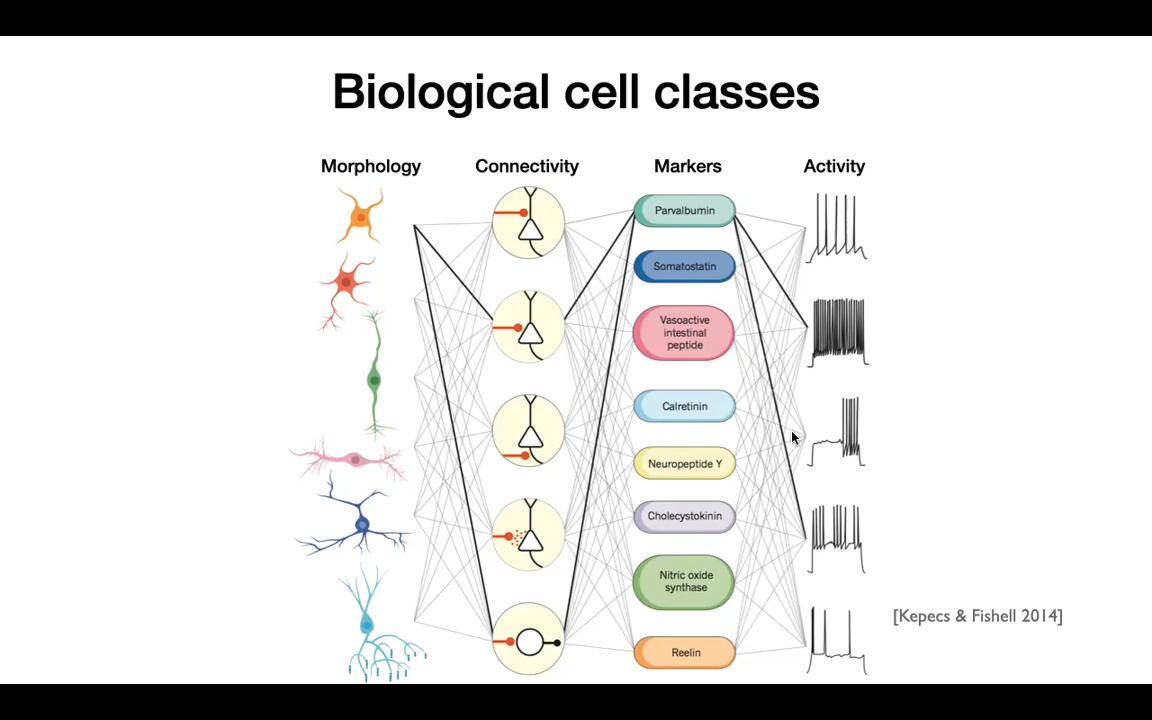 Biological cell classes
Morphology
Connectivity
Markers
Activity
Parvalbumin
Somatostatin
Vasoactive
intestinal
peptide
Calretinin
Neuropeptide Y
Cholecystokinin
Nitric oxide
synthase
Reelin
[Kepecs & Fishell 2014]